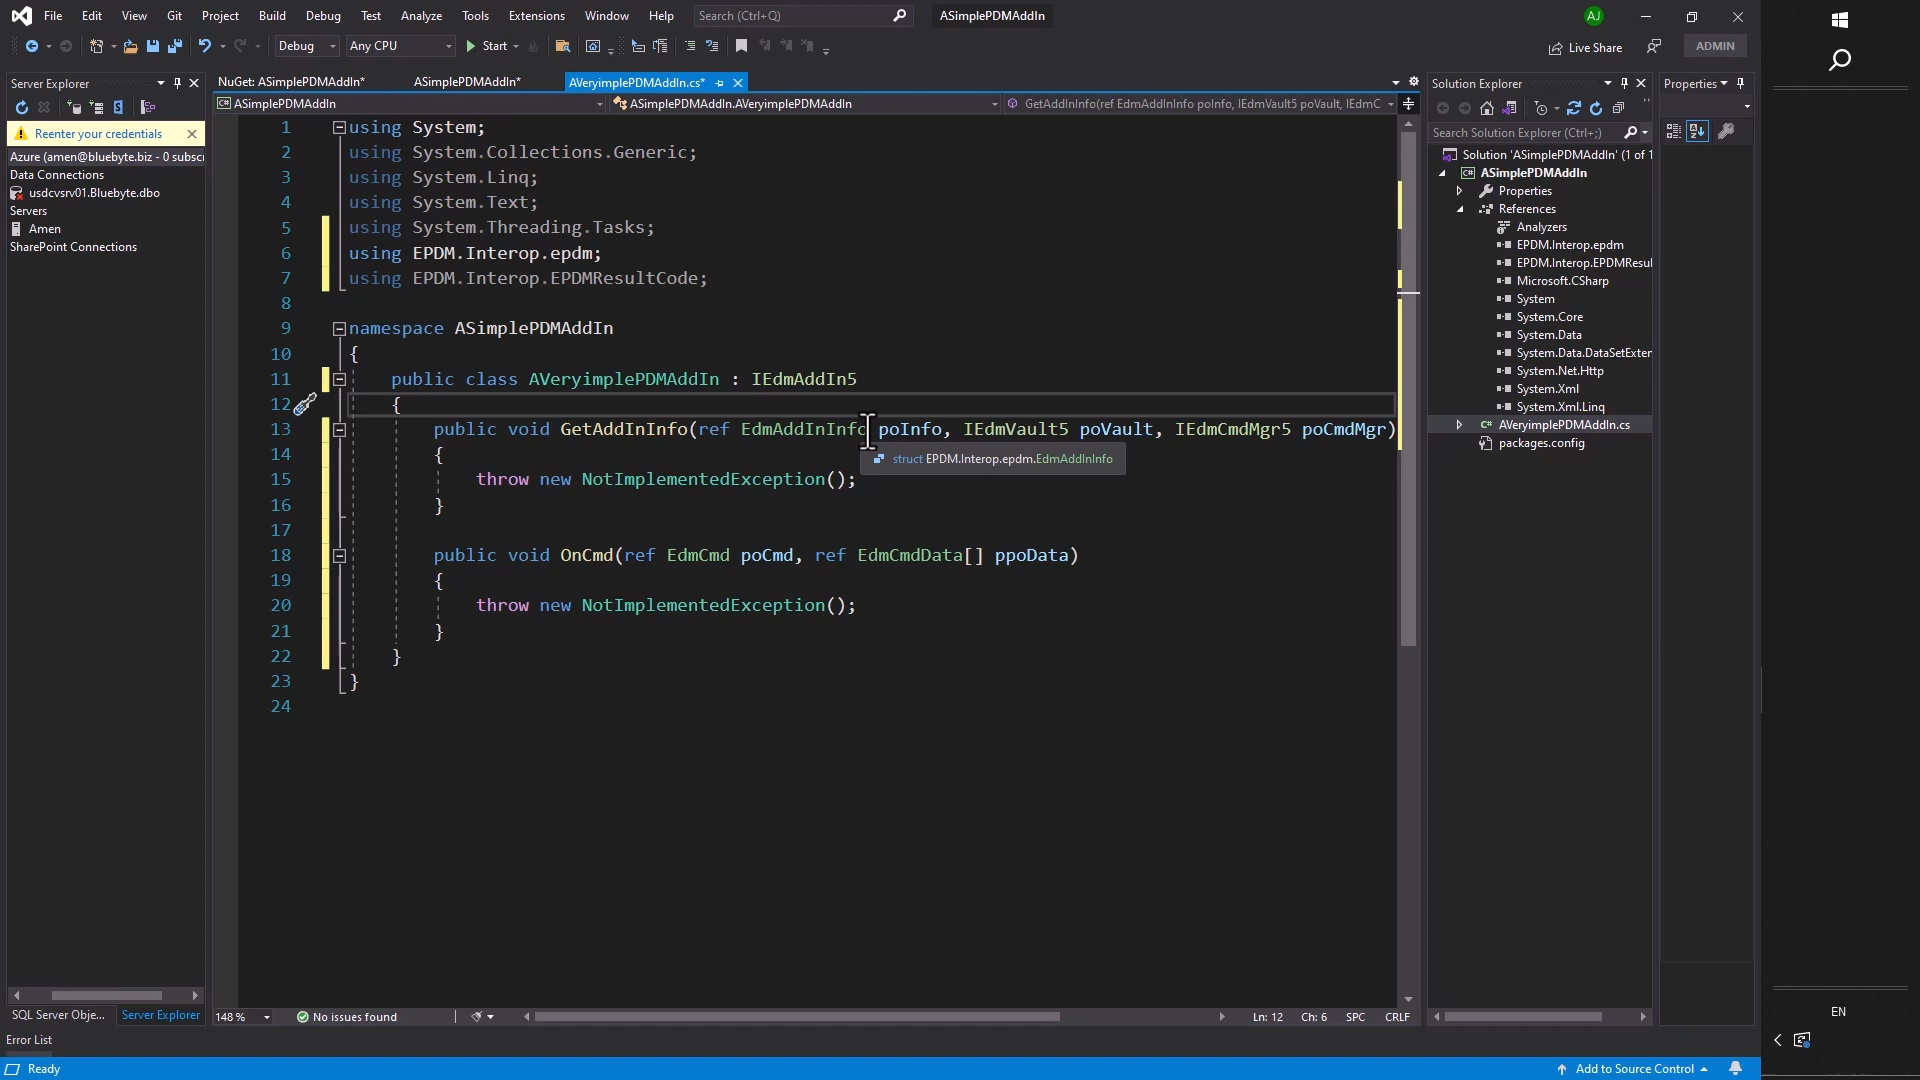 File Edit View Git Project Build Debug Test Analyze Tools Extensions Window Help Search (Ctrl+Q) ASimplePDMAddIn AJ
Debug Any CPU Start Live Share ADMIN
Server Explorer
Reenter your credentials
Azure (amen@bluebyte.biz - 0 subscr
Data Connections
usdcvsrv01.Bluebyte.dbo
Servers
Amen
SharePoint Connections
SQL Server Obje... Server Explorer
NuGet: ASimplePDMAddIn* ASimplePDMAddIn* AVeryimplePDMAddIn.cs*
ASimplePDMAddIn ASimplePDMAddIn.AVeryimplePDMAddIn GetAddInInfo(ref EdmAddInInfo poInfo, IEdmVault5 poVault, IEdmC
1 using System;
2 using System.Collections.Generic;
3 using System.Linq;
4 using System.Text;
5 using System.Threading.Tasks;
6 using EPDM.Interop.epdm;
7 using EPDM.Interop.EPDMResultCode;
8
9 namespace ASimplePDMAddIn
10 {
11 public class AVeryimplePDMAddIn : IEdmAddIn5
12 {
13 public void GetAddInInfo(ref EdmAddInInfo poInfo, IEdmVault5 poVault, IEdmCmdMgr5 poCmdMgr)
14 {
struct EPDM.Interop.epdm.EdmAddInInfo
15 throw new NotImplementedException();
16 }
17
18 public void OnCmd(ref EdmCmd poCmd, ref EdmCmdData[] ppoData)
19 {
20 throw new NotImplementedException();
21 }
22 }
23 }
24
148 % No issues found Ln: 12 Ch: 6 SPC CRLF
Solution Explorer
Search Solution Explorer (Ctrl+;)
Solution 'ASimplePDMAddIn' (1 of 1
ASimplePDMAddIn
Properties
References
Analyzers
EPDM.Interop.epdm
EPDM.Interop.EPDMResul
Microsoft.CSharp
System
System.Core
System.Data
System.Data.DataSetExter
System.Net.Http
System.Xml
System.Xml.Linq
AVeryimplePDMAddIn.cs
packages.config
Properties
Error List
Ready Add to Source Control
EN